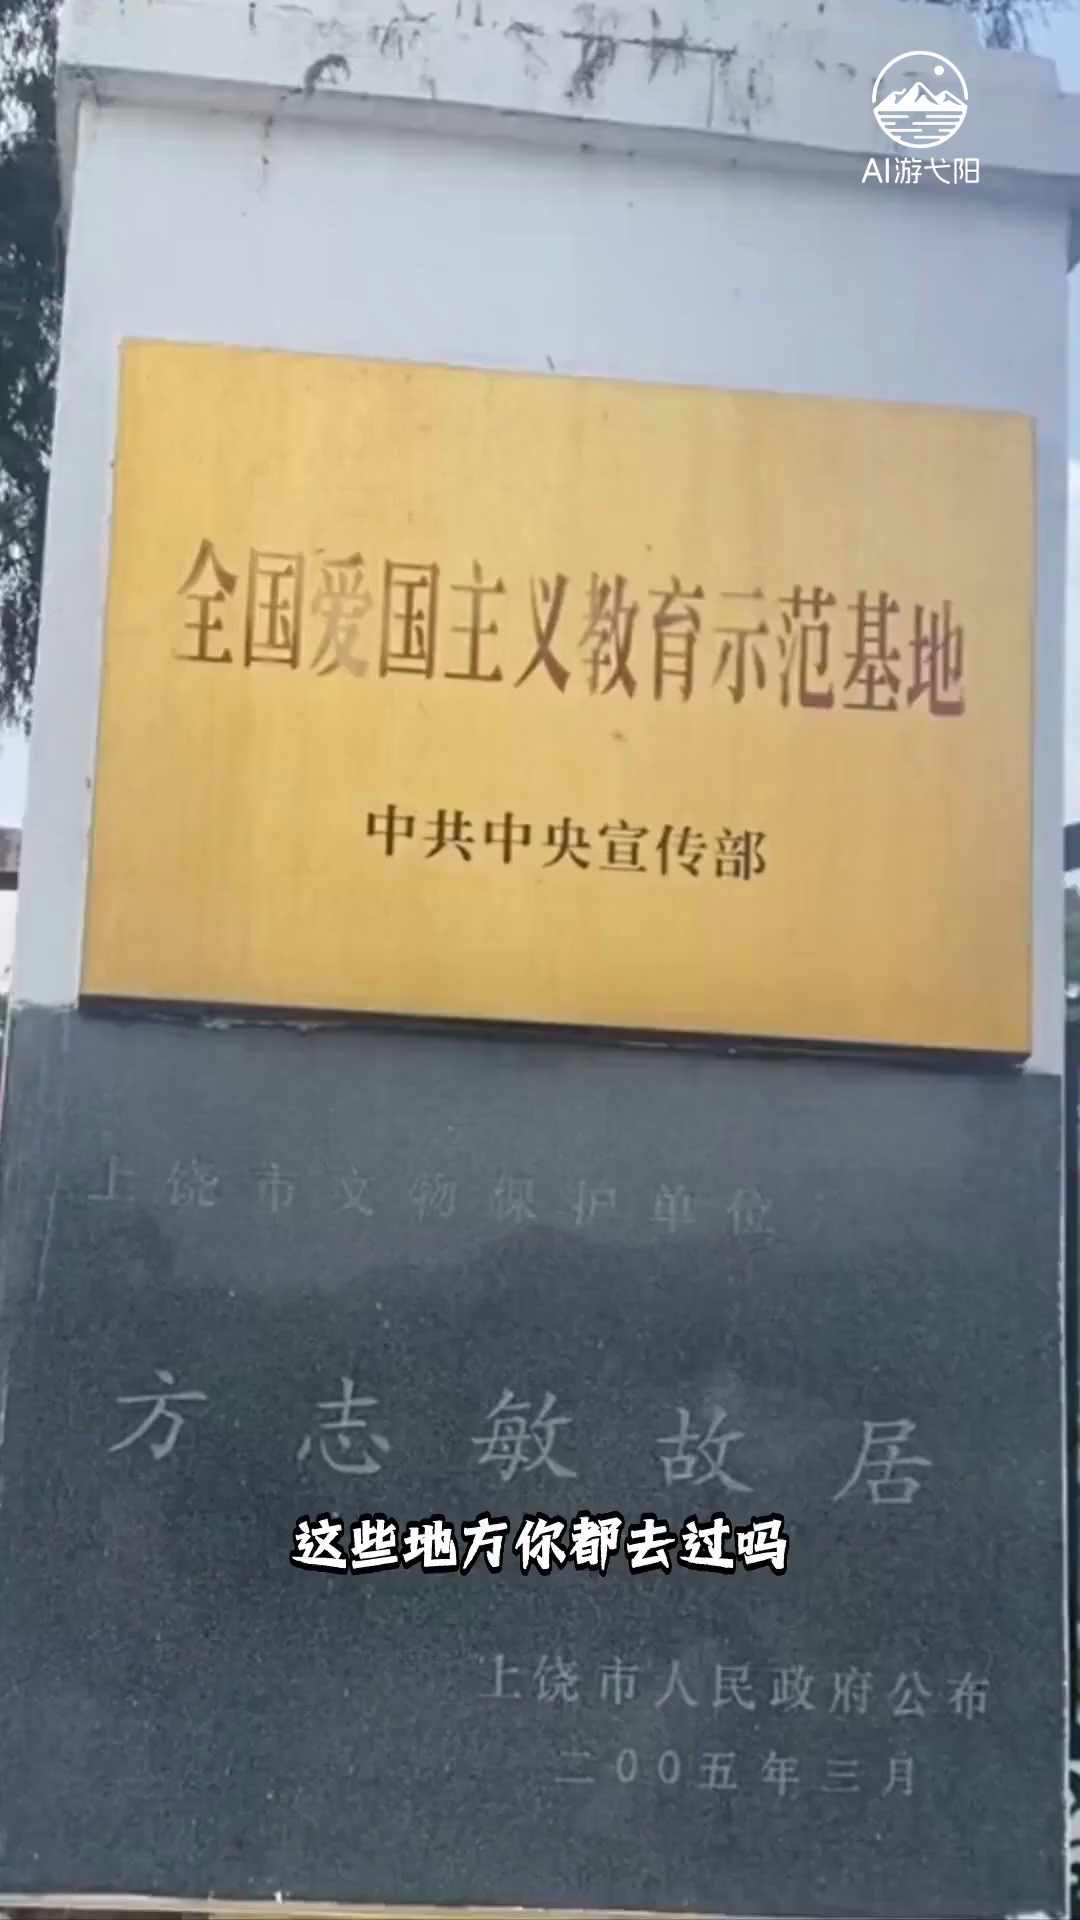 AI游弋阳
全国爱国主义教育示范基地
中共中央宣传部
上饶市文物保护单位
方志敏故居
这些地方你都去过吗
上饶市人民政府公布
二00五年三月